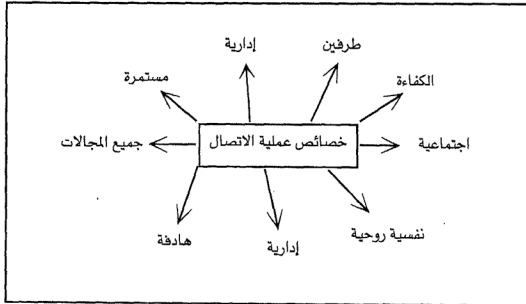 طرفين
إدارية
الكفاءة
مستمرة
اجتماعية
خصائص عملية الاتصال
جميع المجالات
نفسية روحية
إدارية
هادفة